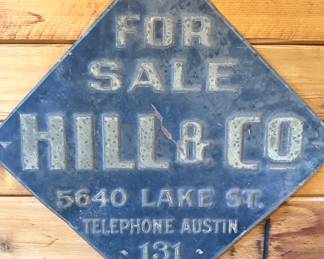 FOR
SALE
HILL & CO
5640 LAKE ST.
TELEPHONE AUSTIN
· 131 ·